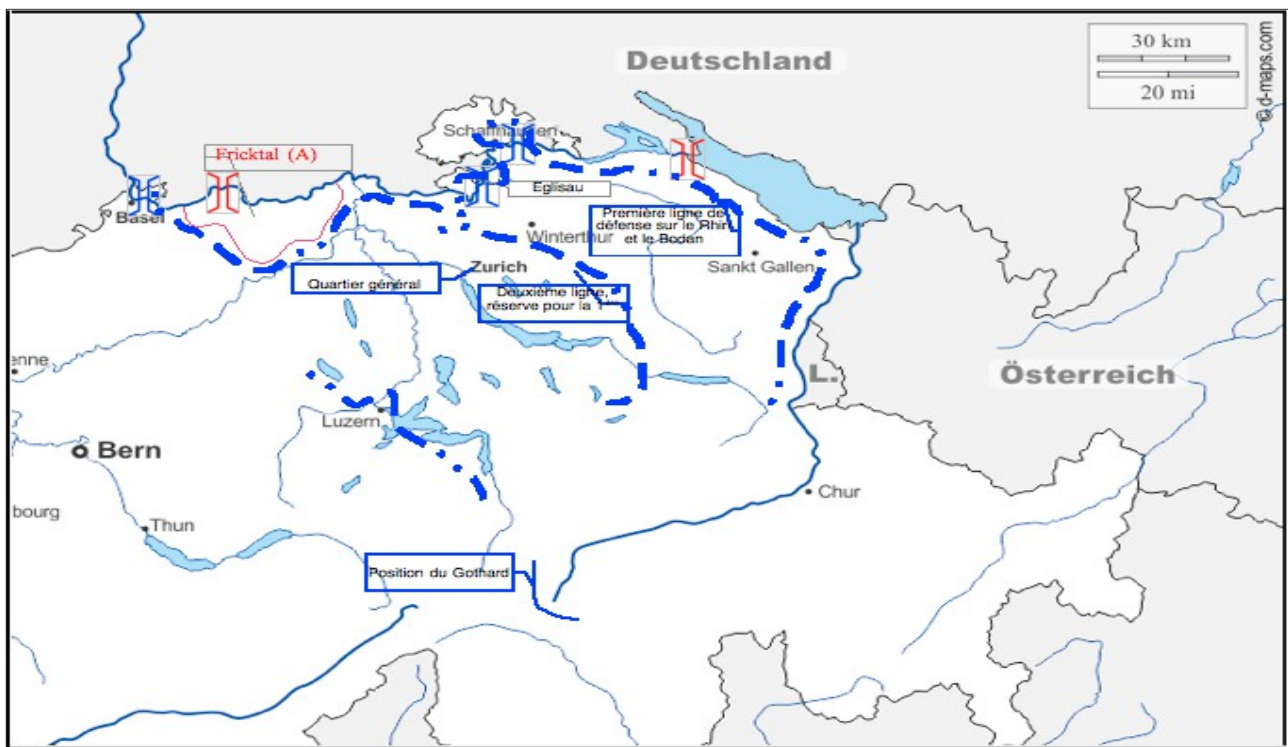 30 km
20 mi
© d-maps.com
Deutschland
Schaffhausen
Fricktal (A)
Basel
Eglisau
Première ligne de
défense sur le Rhin
et le Bodan
Winterthur
Sankt Gallen
Zurich
Quartier général
Deuxième ligne,
réserve pour la 1
enne
L.
Österreich
Luzern
Bern
Chur
bourg
Thun
Position du Gothard